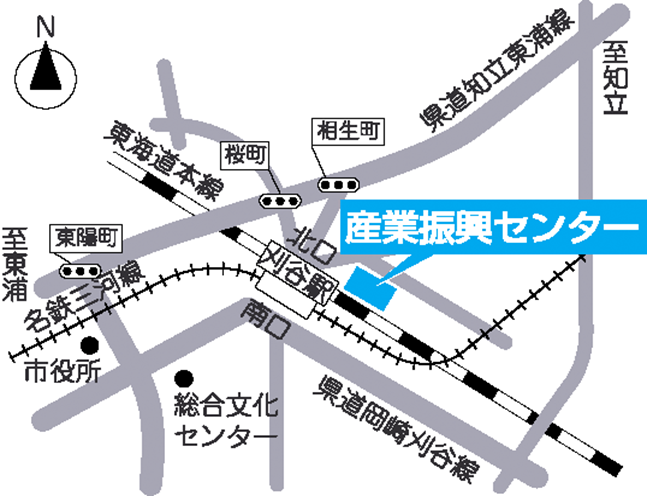 N
県道知立東浦線
至知立
相生町
桜町
東海道本線
産業振興センター
北口
東陽町
至東浦
刈谷駅
名鉄三河線
南口
市役所
総合文化
センター
県道岡崎刈谷線